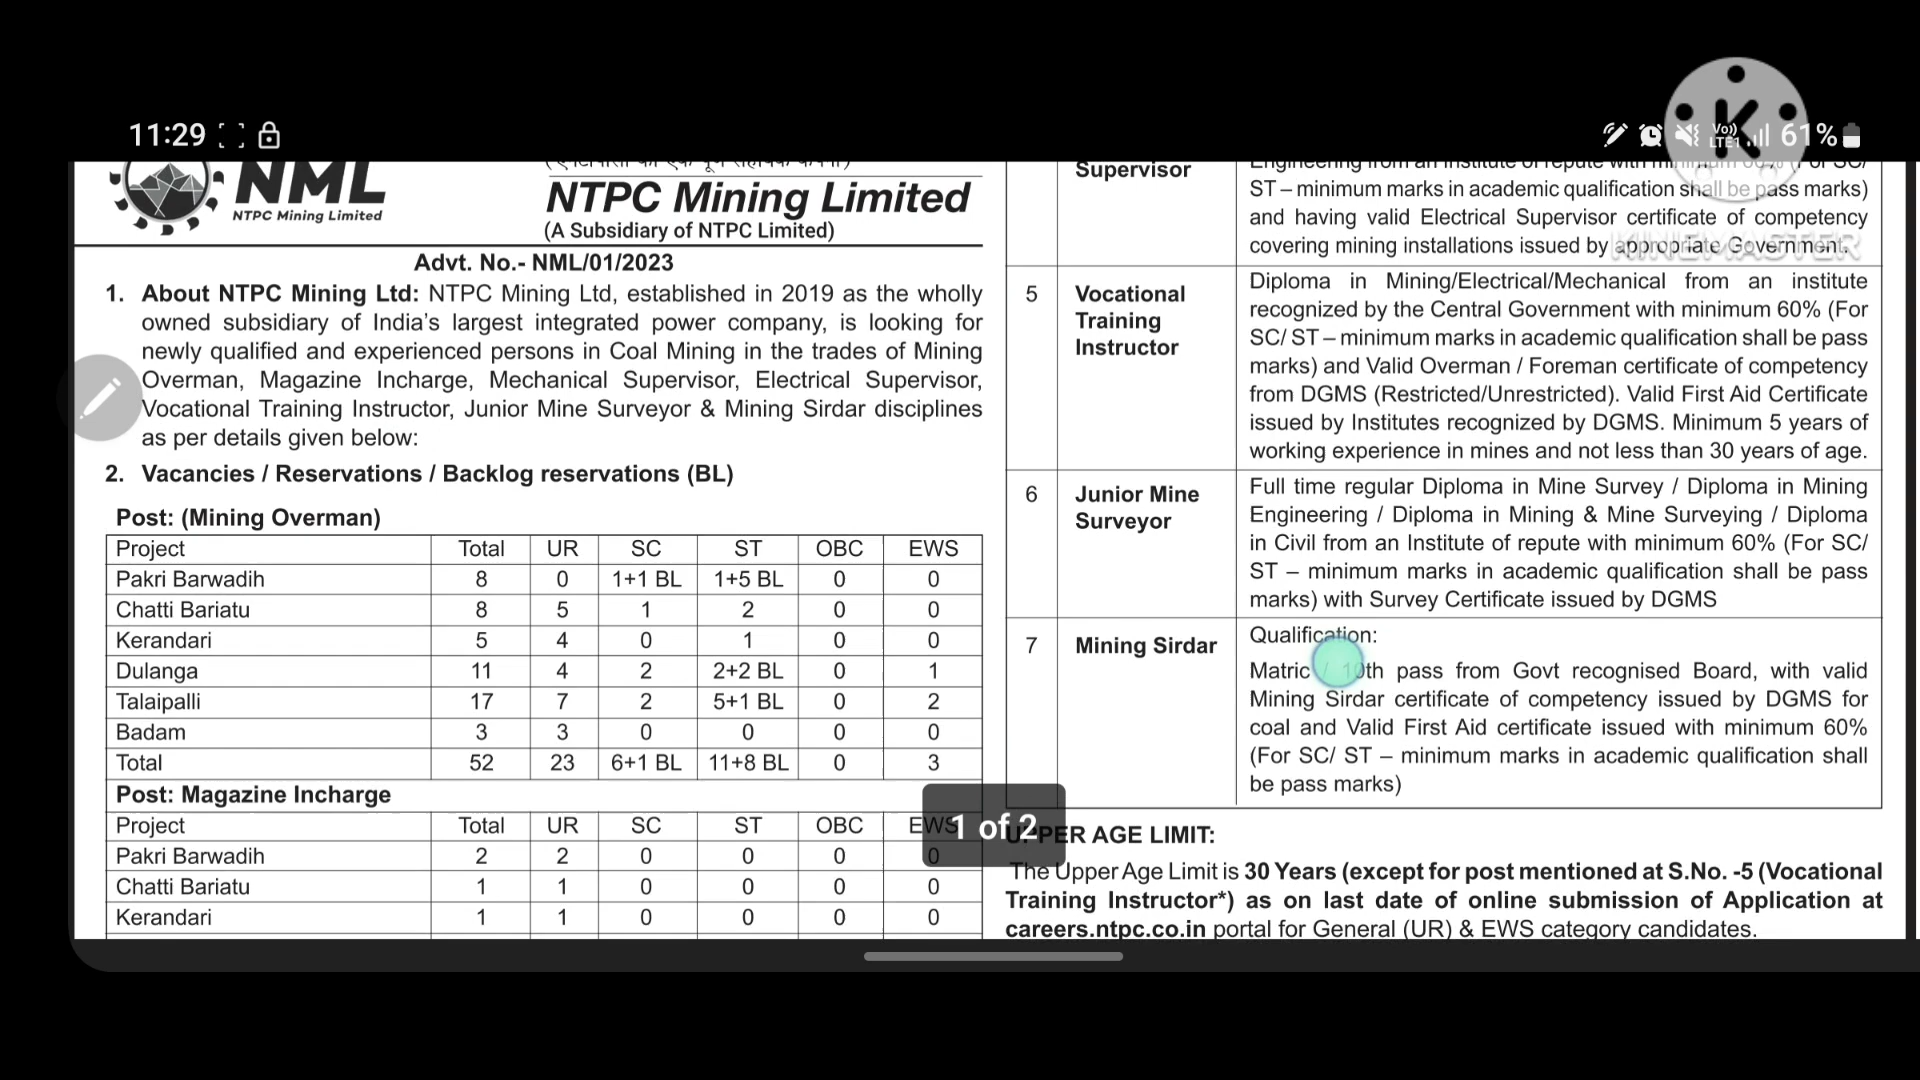 11:29
Vo))
LTE1
61%
K
KINEMASTER
NML
NTPC Mining Limited
NTPC Mining Limited
(A Subsidiary of NTPC Limited)
Advt. No.- NML/01/2023
1. About NTPC Mining Ltd: NTPC Mining Ltd, established in 2019 as the wholly
owned subsidiary of India's largest integrated power company, is looking for
newly qualified and experienced persons in Coal Mining in the trades of Mining
Overman, Magazine Incharge, Mechanical Supervisor, Electrical Supervisor,
Vocational Training Instructor, Junior Mine Surveyor & Mining Sirdar disciplines
as per details given below:
2. Vacancies / Reservations / Backlog reservations (BL)
Post: (Mining Overman)
Project Total UR SC ST OBC EWS
Pakri Barwadih 8 0 1+1 BL 1+5 BL 0 0
Chatti Bariatu 8 5 1 2 0 0
Kerandari 5 4 0 1 0 0
Dulanga 11 4 2 2+2 BL 0 1
Talaipalli 17 7 2 5+1 BL 0 2
Badam 3 3 0 0 0 0
Total 52 23 6+1 BL 11+8 BL 0 3
Post: Magazine Incharge
Project Total UR SC ST OBC EWS
Pakri Barwadih 2 2 0 0 0 0
Chatti Bariatu 1 1 0 0 0 0
Kerandari 1 1 0 0 0 0
1 of 2
Supervisor
Engineering from an Institute of repute with minimum 60% (For SC/
ST – minimum marks in academic qualification shall be pass marks)
and having valid Electrical Supervisor certificate of competency
covering mining installations issued by appropriate Government.
5 Vocational Training Instructor
Diploma in Mining/Electrical/Mechanical from an institute
recognized by the Central Government with minimum 60% (For
SC/ ST – minimum marks in academic qualification shall be pass
marks) and Valid Overman / Foreman certificate of competency
from DGMS (Restricted/Unrestricted). Valid First Aid Certificate
issued by Institutes recognized by DGMS. Minimum 5 years of
working experience in mines and not less than 30 years of age.
6 Junior Mine Surveyor
Full time regular Diploma in Mine Survey / Diploma in Mining
Engineering / Diploma in Mining & Mine Surveying / Diploma
in Civil from an Institute of repute with minimum 60% (For SC/
ST – minimum marks in academic qualification shall be pass
marks) with Survey Certificate issued by DGMS
7 Mining Sirdar
Qualification:
Matric / 10th pass from Govt recognised Board, with valid
Mining Sirdar certificate of competency issued by DGMS for
coal and Valid First Aid certificate issued with minimum 60%
(For SC/ ST – minimum marks in academic qualification shall
be pass marks)
UPPER AGE LIMIT:
The Upper Age Limit is 30 Years (except for post mentioned at S.No. -5 (Vocational
Training Instructor*) as on last date of online submission of Application at
careers.ntpc.co.in portal for General (UR) & EWS category candidates.